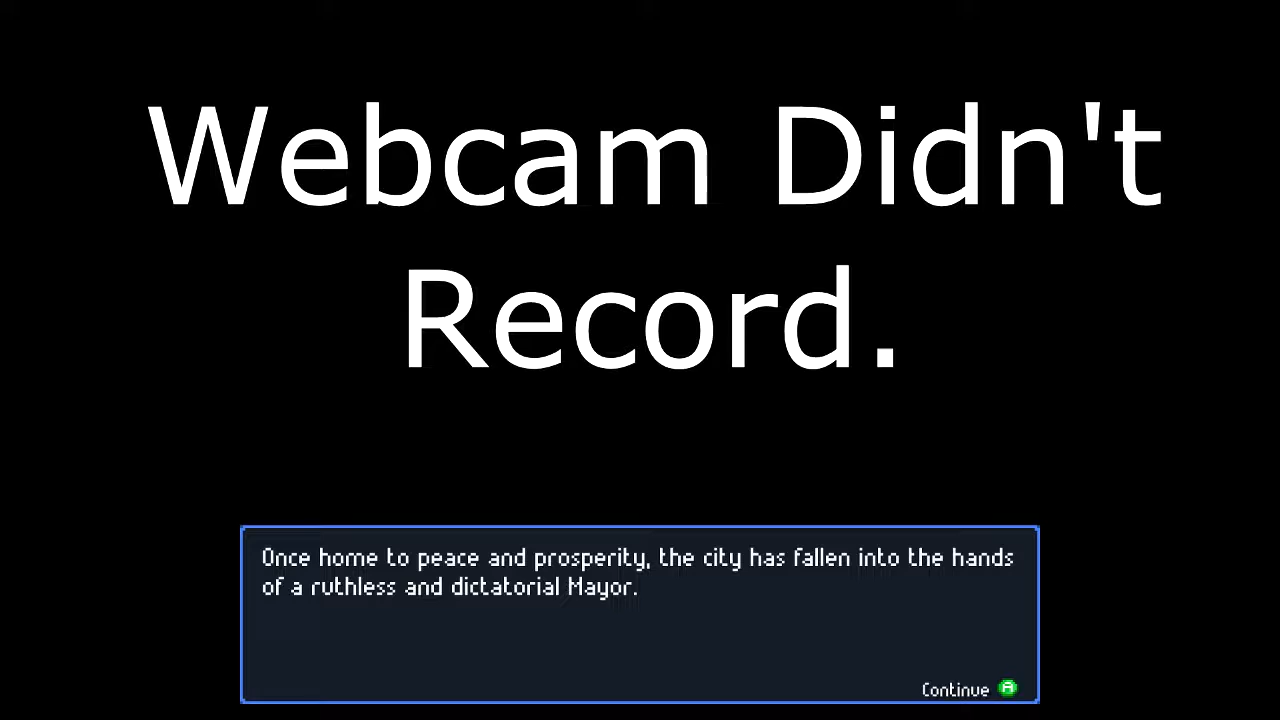 Webcam Didn't
Record.
Once home to peace and prosperity, the city has fallen into the hands
of a ruthless and dictatorial Mayor.
Continue A